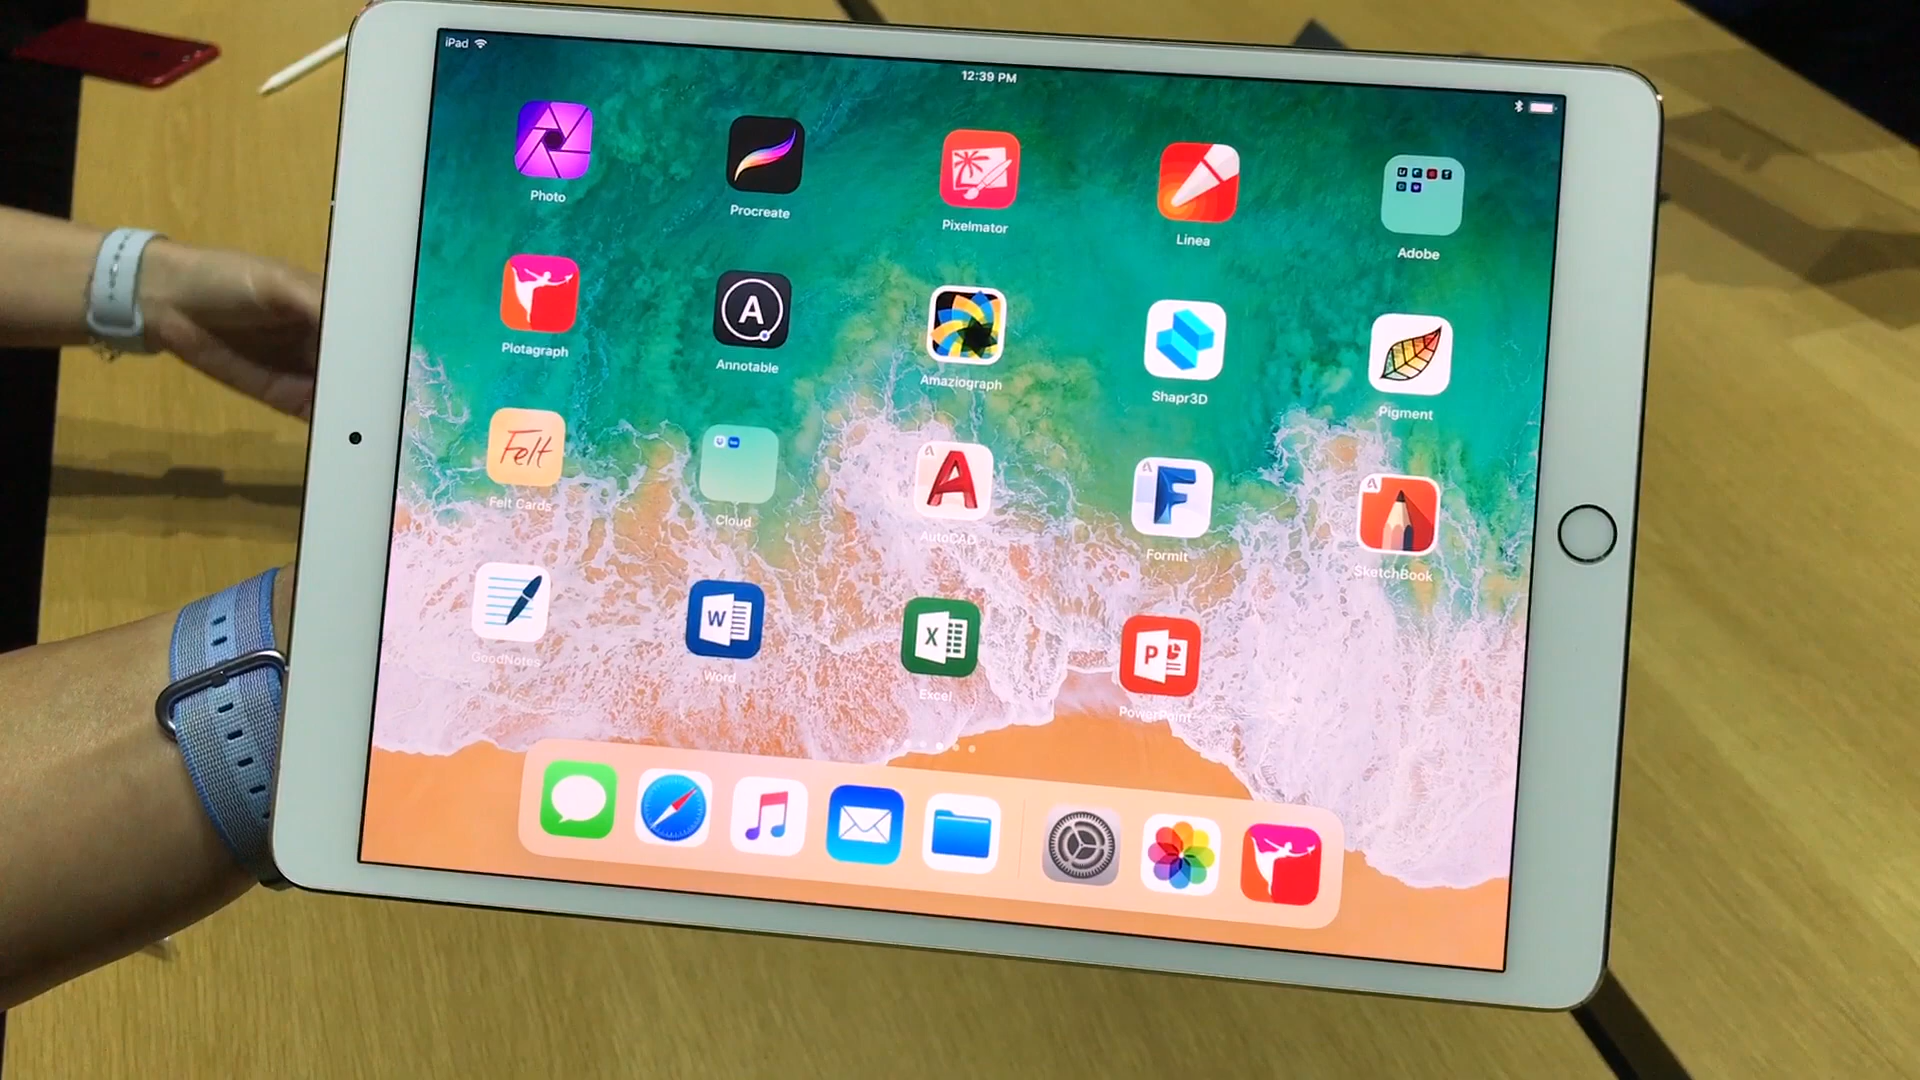 iPad
12:39 PM
Photo
Procreate
Pixelmator
Linea
Adobe
Plotagraph
A
Annotable
Amaziograph
Shapr3D
Pigment
Felt
Felt Cards
Cloud
A
A
AutoCAD
A
F
FormIt
A
SketchBook
GoodNotes
W
Word
X
Excel
P
PowerPoint